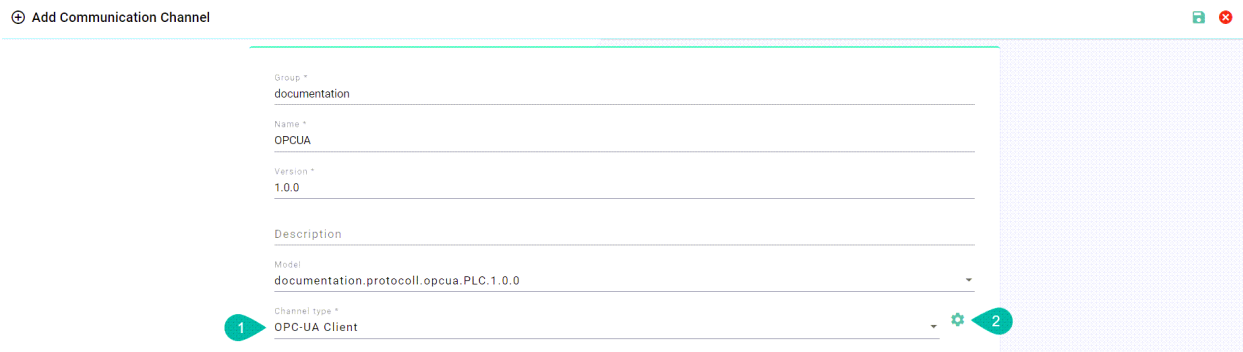 Add Communication Channel
Group *
documentation
Name *
OPCUA
Version *
1.0.0
Description
Model
documentation.protocoll.opcua.PLC.1.0.0
Channel type *
1 OPC-UA Client 2